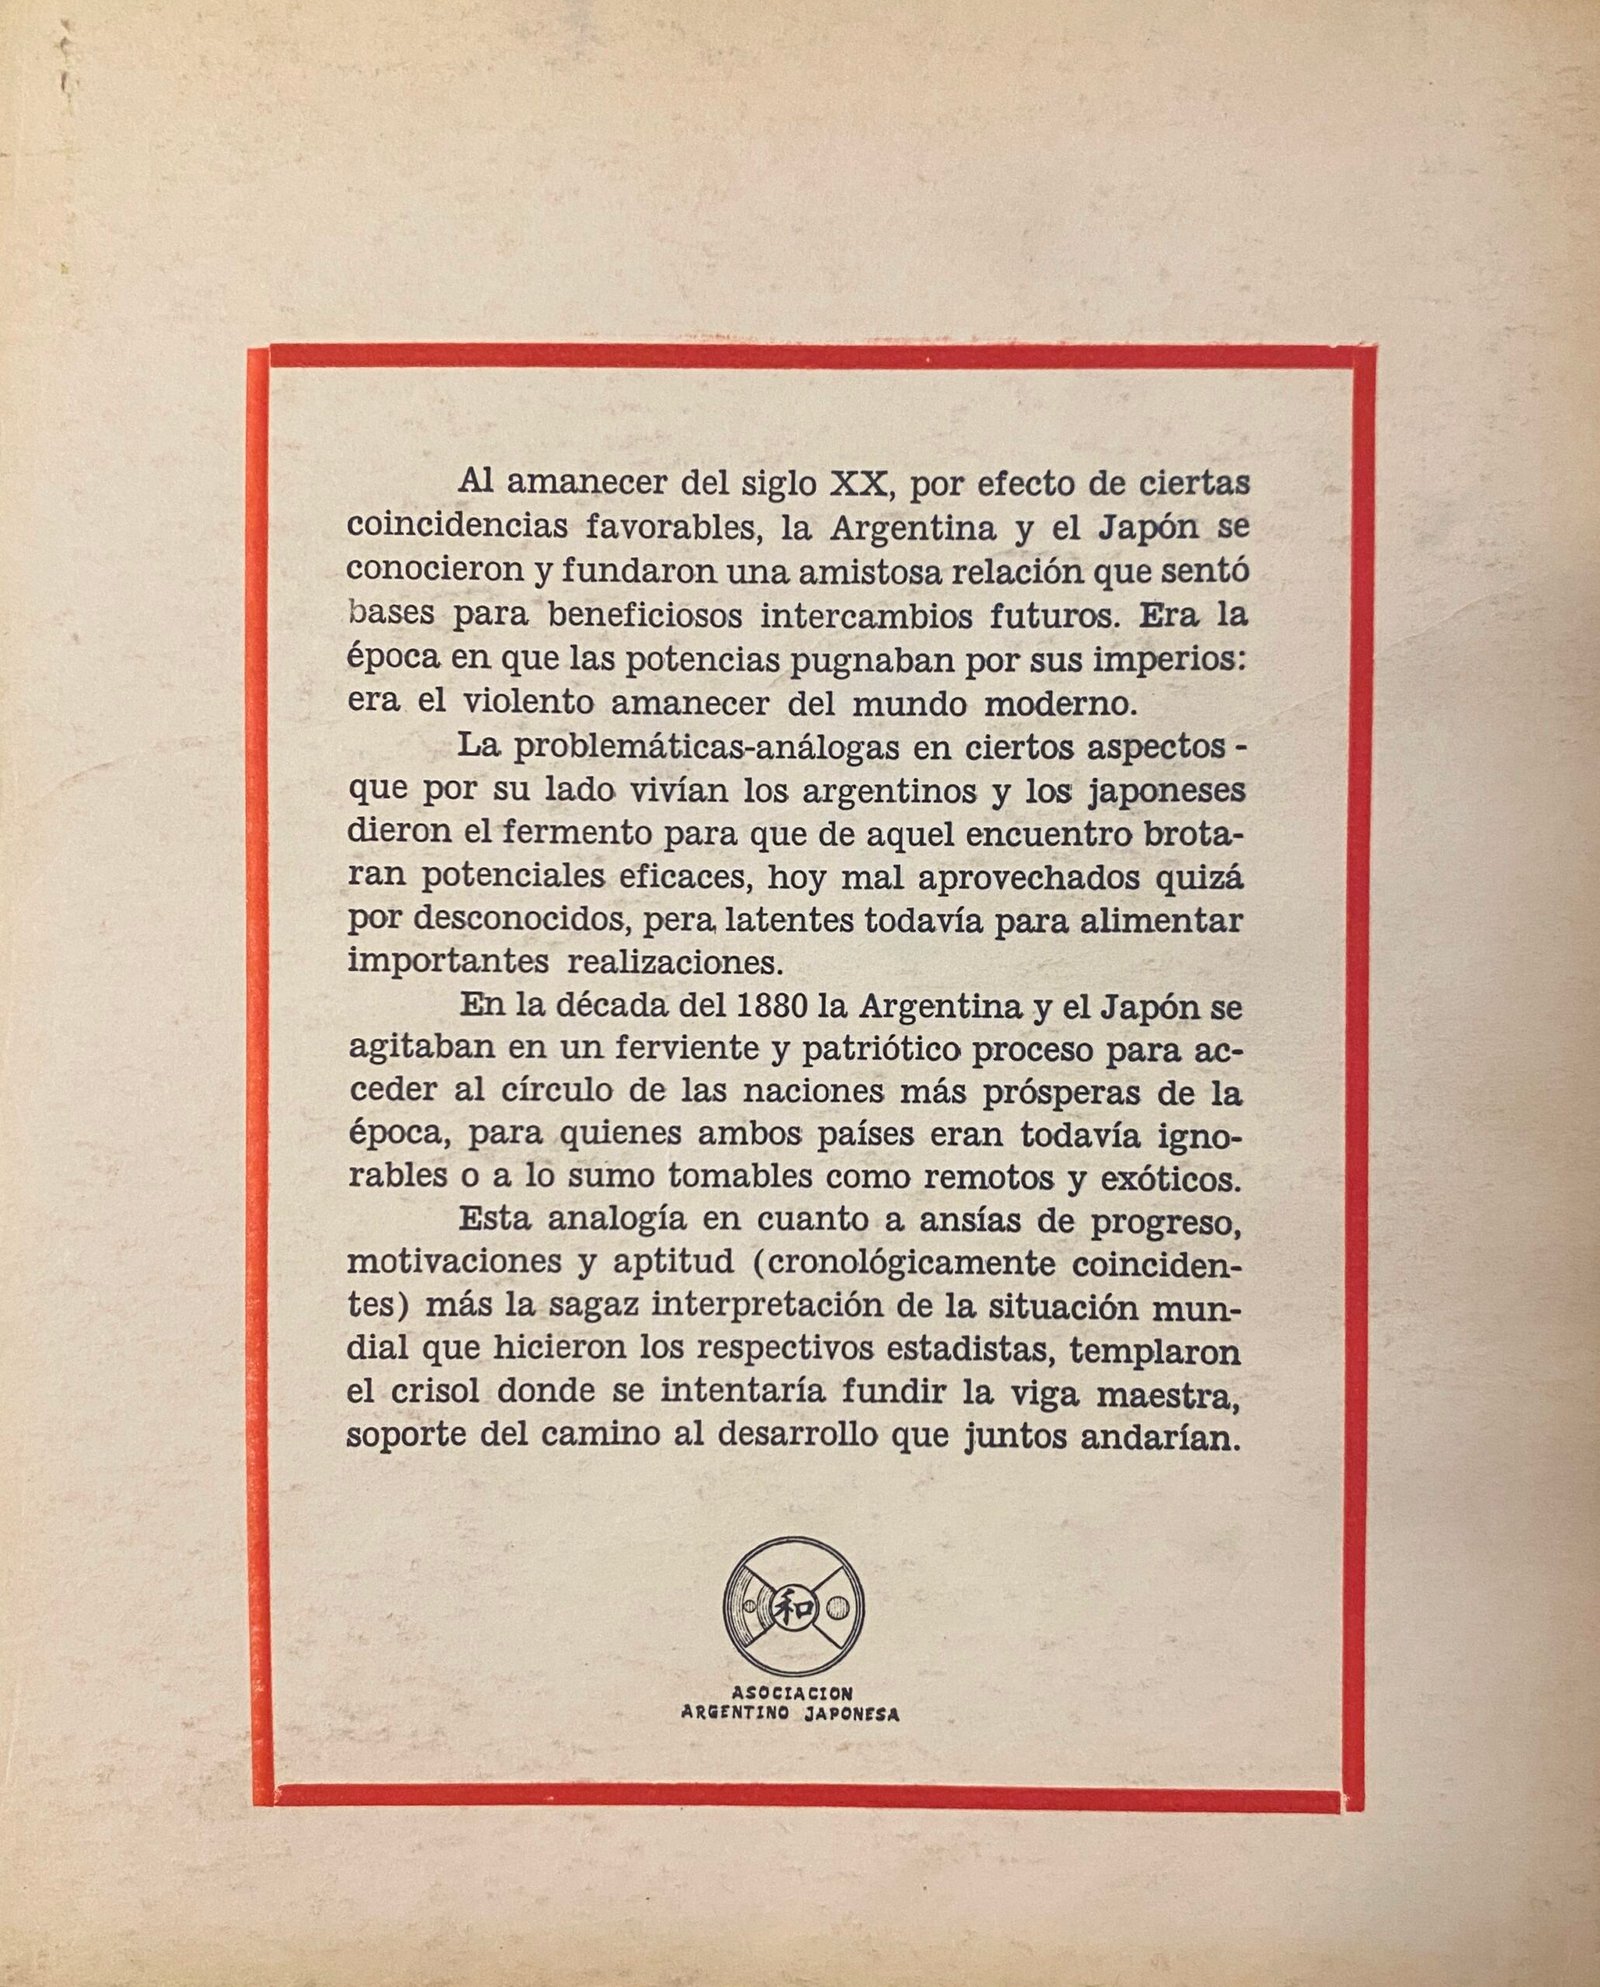 Al amanecer del siglo XX, por efecto de ciertas
coincidencias favorables, la Argentina y el Japón se
conocieron y fundaron una amistosa relación que sentó
bases para beneficiosos intercambios futuros. Era la
época en que las potencias pugnaban por sus imperios:
era el violento amanecer del mundo moderno.
La problemáticas-análogas en ciertos aspectos -
que por su lado vivían los argentinos y los japoneses
dieron el fermento para que de aquel encuentro brota-
ran potenciales eficaces, hoy mal aprovechados quizá
por desconocidos, pera latentes todavía para alimentar
importantes realizaciones.
En la década del 1880 la Argentina y el Japón se
agitaban en un ferviente y patriótico proceso para ac-
ceder al círculo de las naciones más prósperas de la
época, para quienes ambos países eran todavía igno-
rables o a lo sumo tomables como remotos y exóticos.
Esta analogía en cuanto a ansías de progreso,
motivaciones y aptitud (cronológicamente coinciden-
tes) más la sagaz interpretación de la situación mun-
dial que hicieron los respectivos estadistas, templaron
el crisol donde se intentaría fundir la viga maestra,
soporte del camino al desarrollo que juntos andarían.
和
ASOCIACION
ARGENTINO JAPONESA